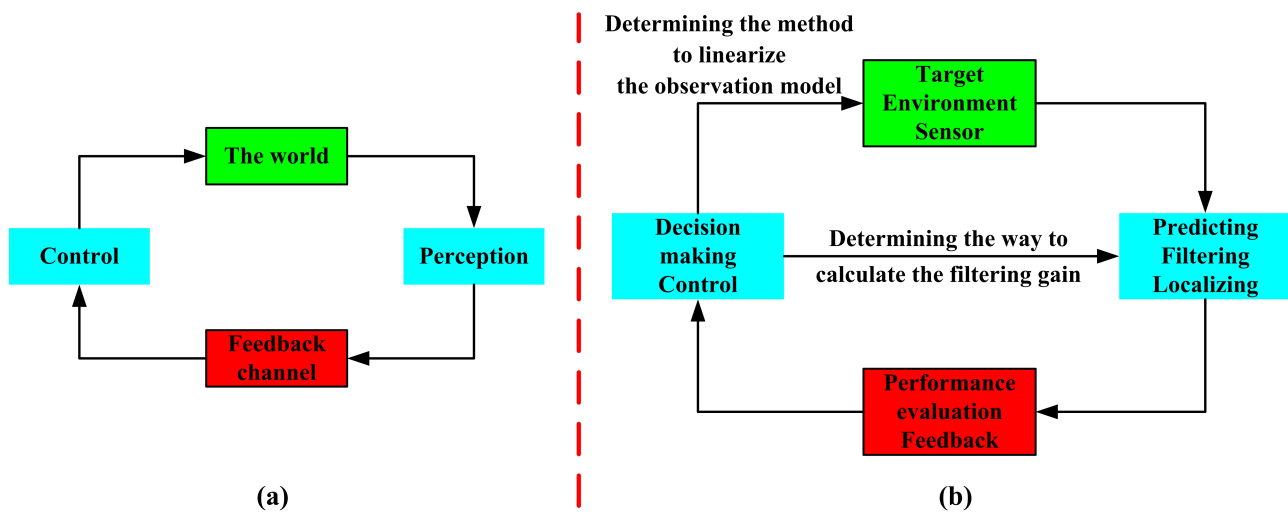 The world
Control
Perception
Feedback
channel
(a)
Determining the method
to linearize
the observation model
Target
Environment
Sensor
Decision
making
Control
Determining the way to
calculate the filtering gain
Predicting
Filtering
Localizing
Performance
evaluation
Feedback
(b)